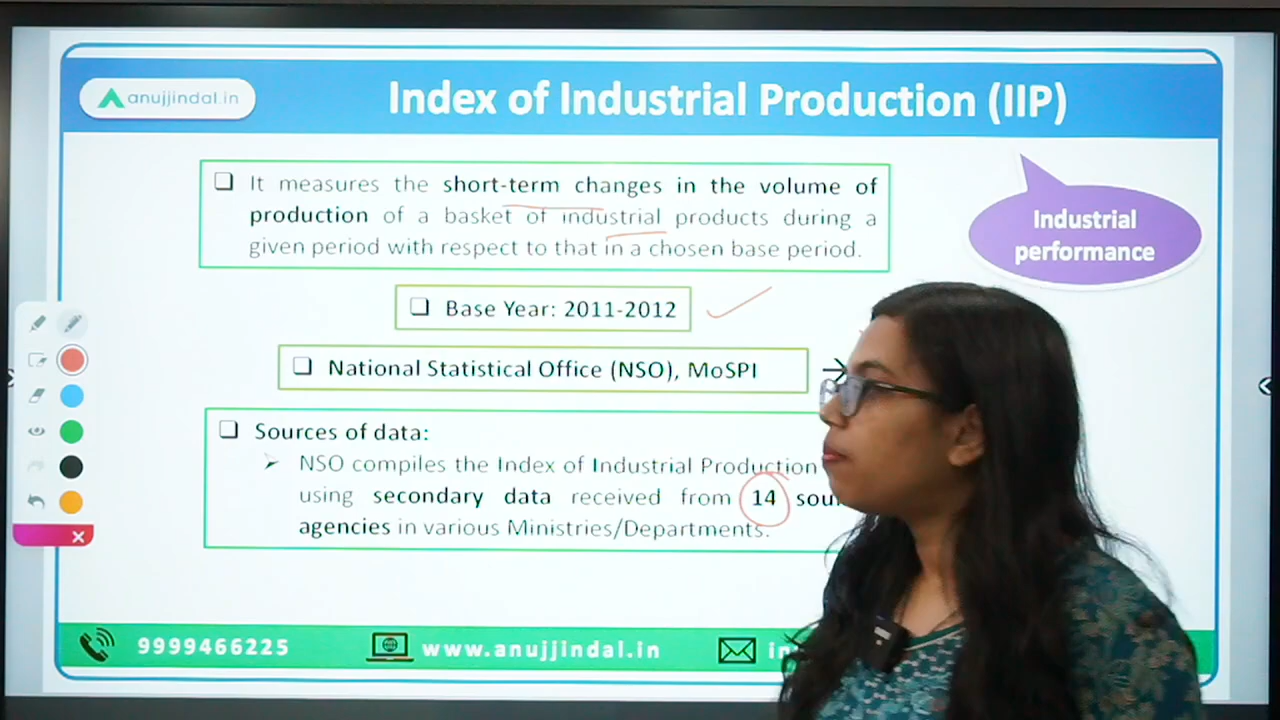 anujjindal.in
Index of Industrial Production (IIP)
❑ It measures the short-term changes in the volume of
production of a basket of industrial products during a
given period with respect to that in a chosen base period.
Industrial
performance
❑ Base Year: 2011-2012
❑ National Statistical Office (NSO), MoSPI
❑ Sources of data:
➢ NSO compiles the Index of Industrial Production
using secondary data received from 14
agencies in various Ministries/Departments.
9999466225
www.anujjindal.in